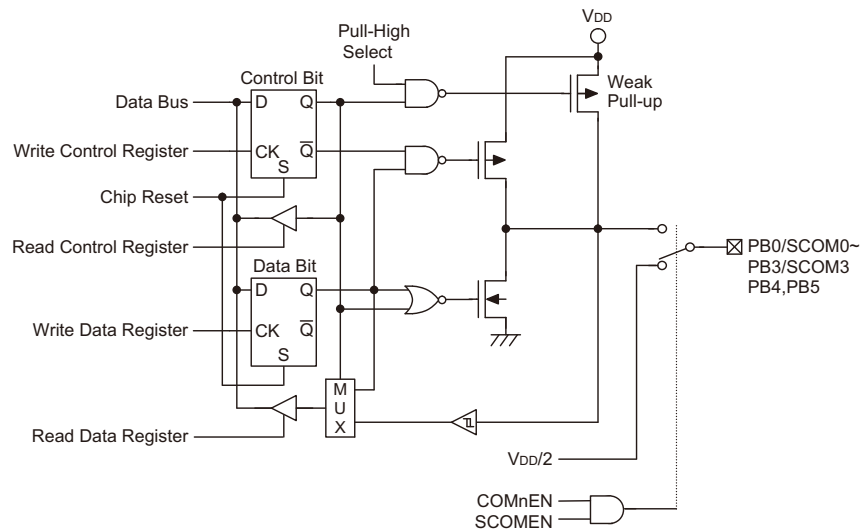 VDD
Pull-High
Select
Control Bit
Weak
Pull-up
Data Bus
D
Q
Write Control Register
CK
Q
S
Chip Reset
Read Control Register
Data Bit
PB0/SCOM0~
PB3/SCOM3
PB4,PB5
D
Q
Write Data Register
CK
Q
S
M
U
X
Read Data Register
VDD/2
COMnEN
SCOMEN